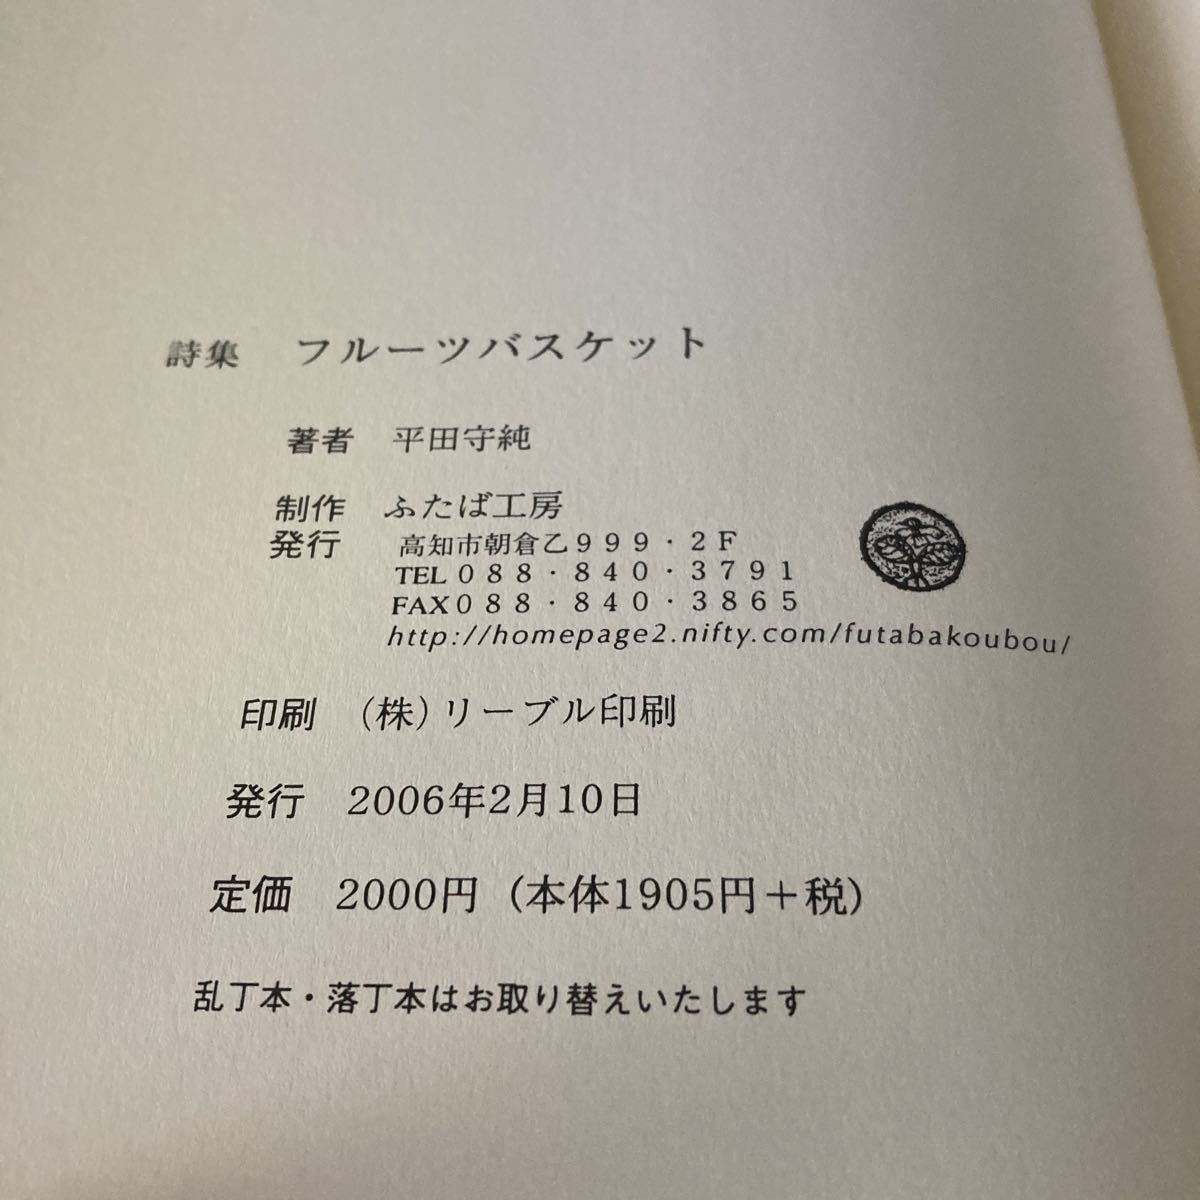 詩集　フルーツバスケット
著者　平田守純
制作　ふたば工房
発行　高知市朝倉乙９９９・２Ｆ
TEL０８８・８４０・３７９１
FAX０８８・８４０・３８６５
http://homepage2.nifty.com/futabakoubou/
印刷　（株）リーブル印刷
発行　2006年2月10日
定価　2000円（本体1905円＋税）
乱丁本・落丁本はお取り替えいたします